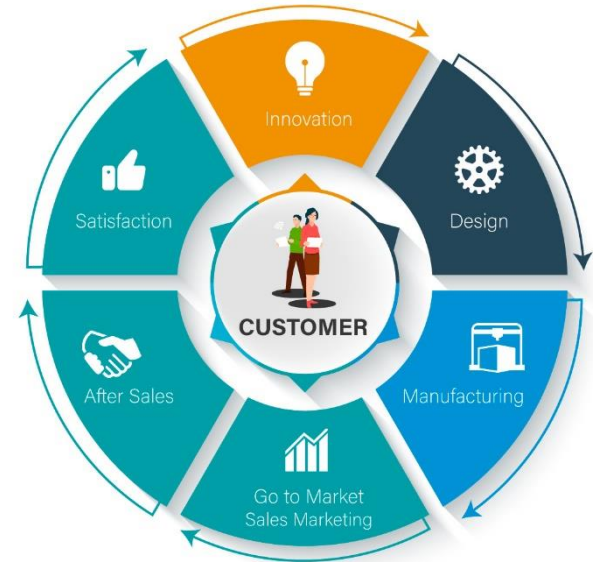 Innovation
Design
Manufacturing
Go to Market
Sales Marketing
After Sales
Satisfaction
CUSTOMER